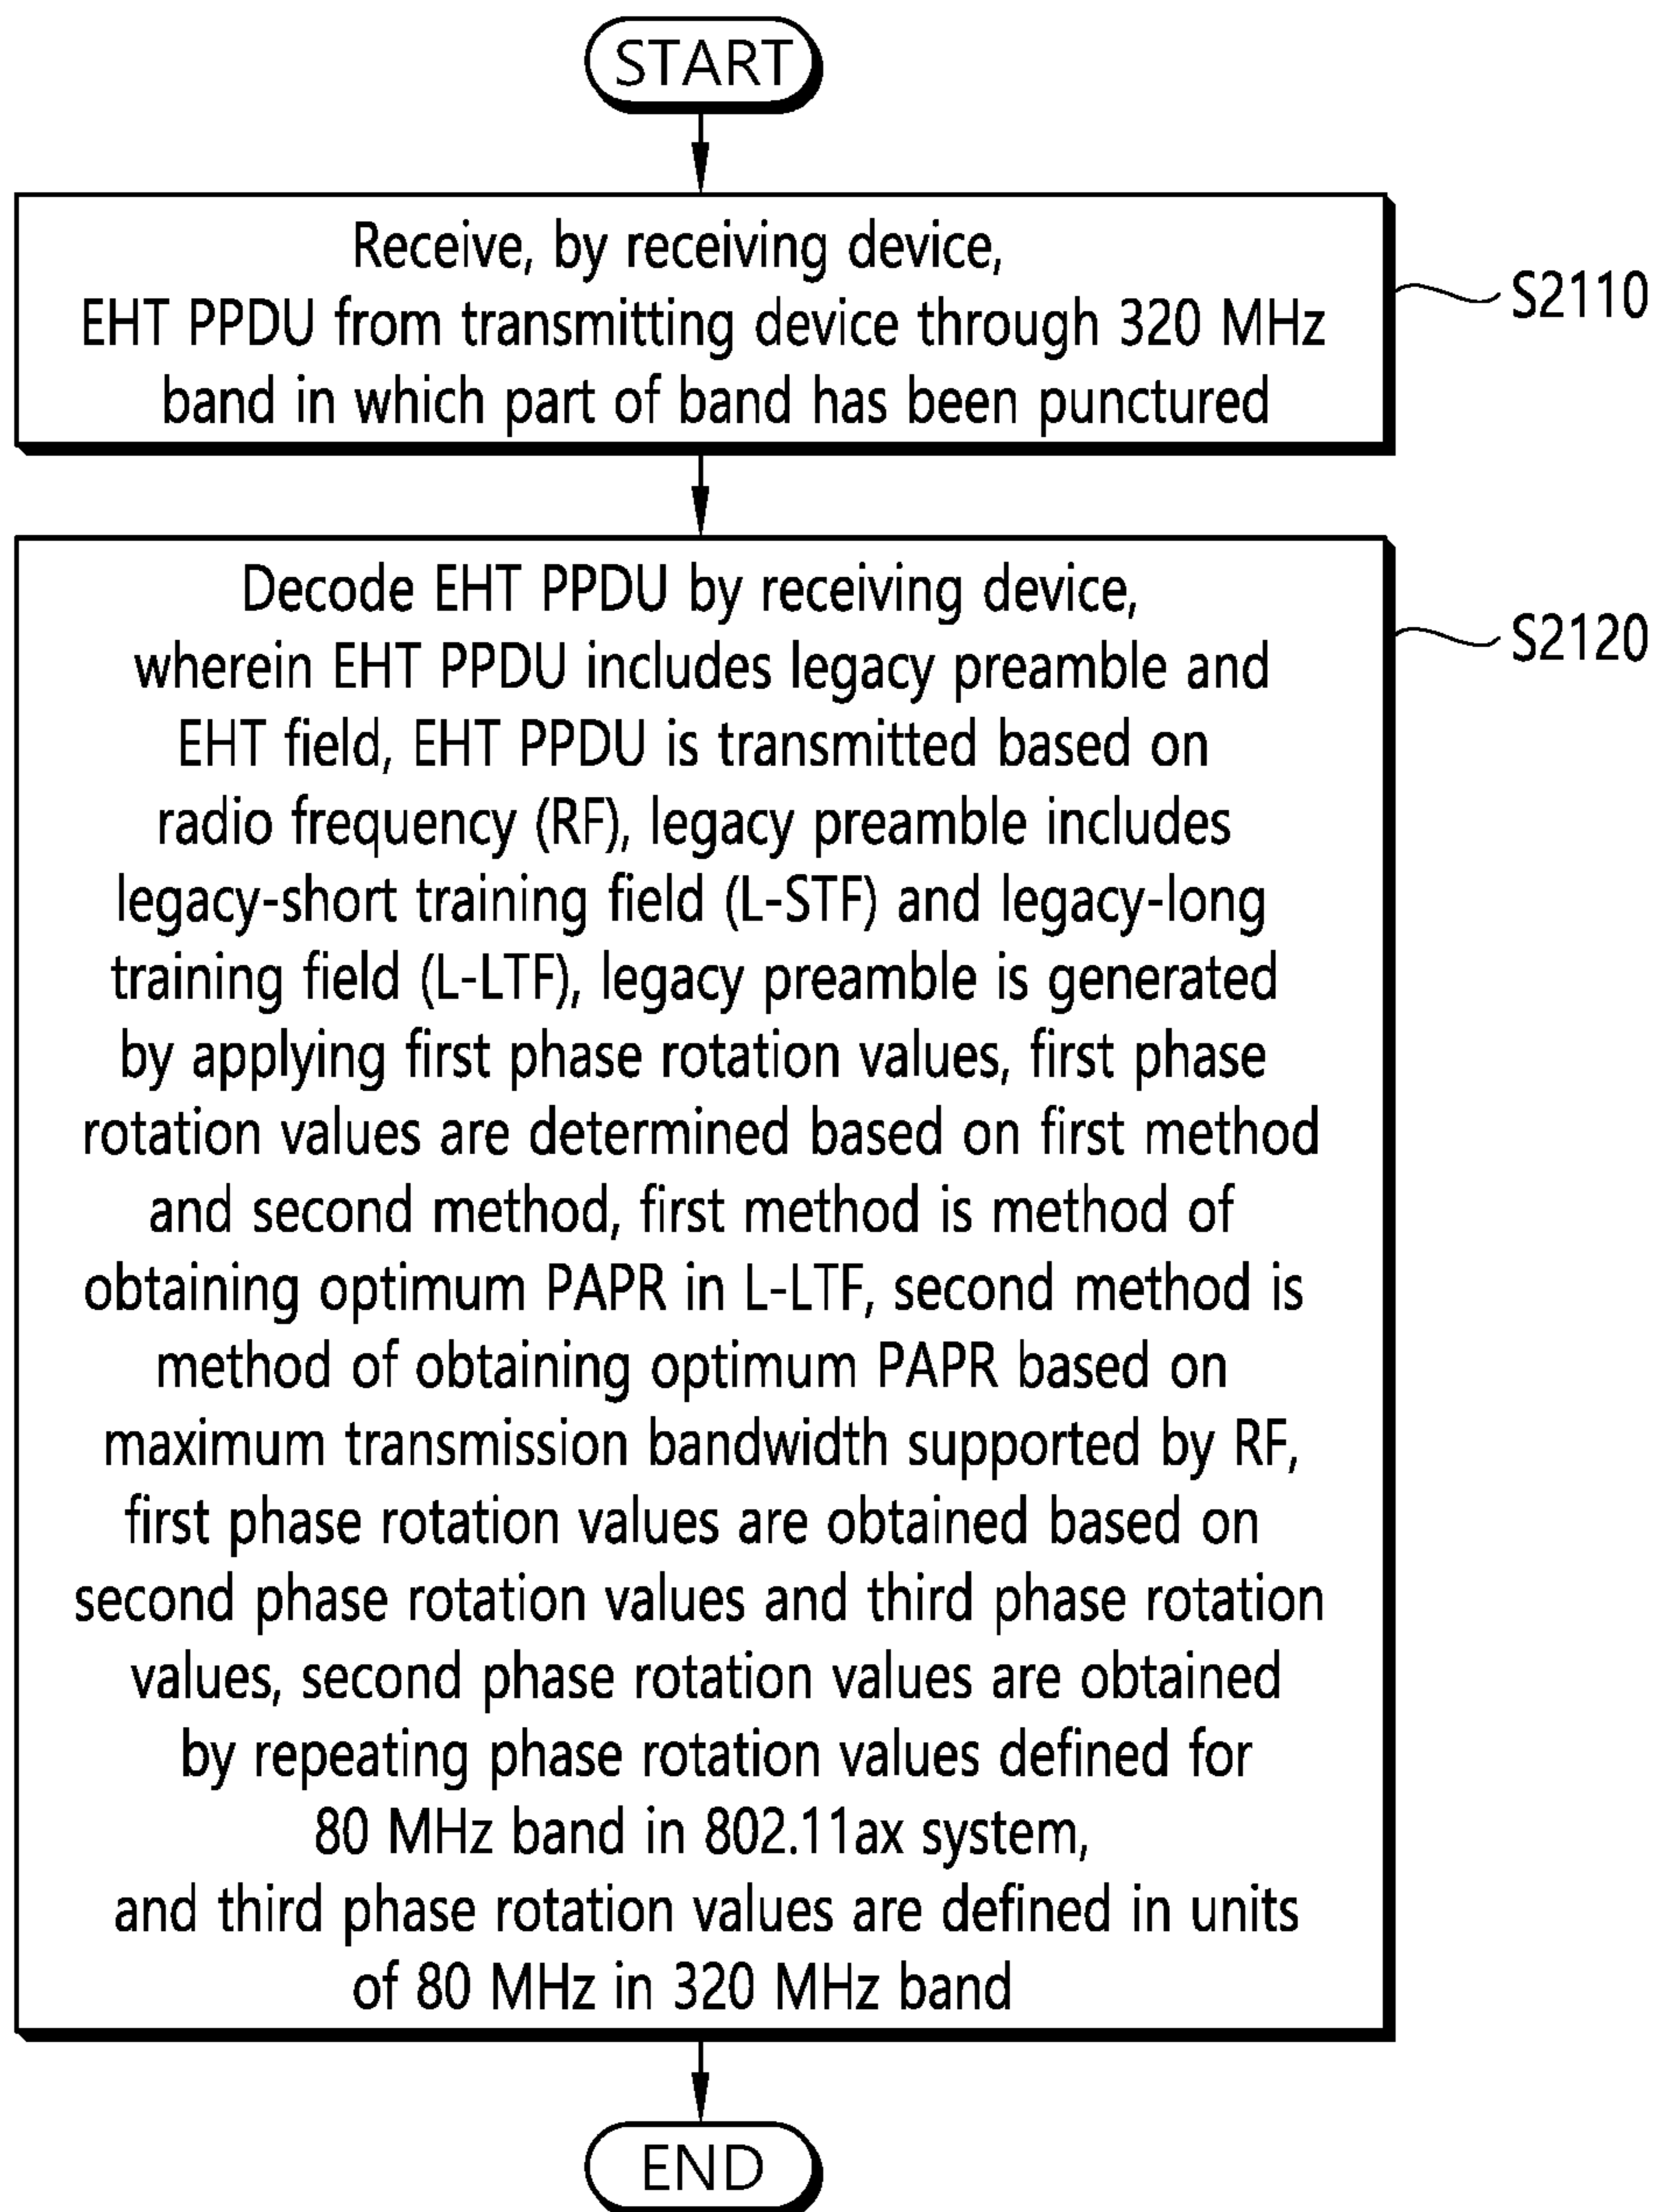 START
Receive, by receiving device,
EHT PPDU from transmitting device through 320 MHz
band in which part of band has been punctured
S2110
Decode EHT PPDU by receiving device,
wherein EHT PPDU includes legacy preamble and
EHT field, EHT PPDU is transmitted based on
radio frequency (RF), legacy preamble includes
legacy-short training field (L-STF) and legacy-long
training field (L-LTF), legacy preamble is generated
by applying first phase rotation values, first phase
rotation values are determined based on first method
and second method, first method is method of
obtaining optimum PAPR in L-LTF, second method is
method of obtaining optimum PAPR based on
maximum transmission bandwidth supported by RF,
first phase rotation values are obtained based on
second phase rotation values and third phase rotation
values, second phase rotation values are obtained
by repeating phase rotation values defined for
80 MHz band in 802.11ax system,
and third phase rotation values are defined in units
of 80 MHz in 320 MHz band
S2120
END